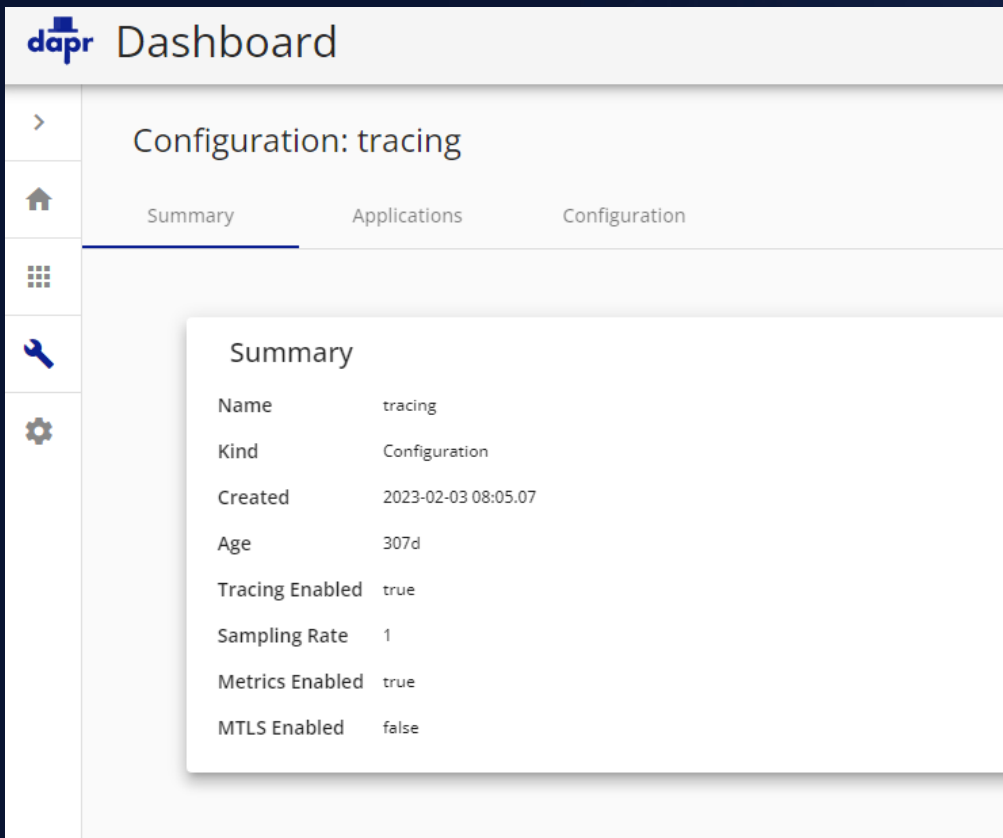 dapr Dashboard
Configuration: tracing
Summary Applications Configuration
Summary
Name tracing
Kind Configuration
Created 2023-02-03 08:05.07
Age 307d
Tracing Enabled true
Sampling Rate 1
Metrics Enabled true
MTLS Enabled false